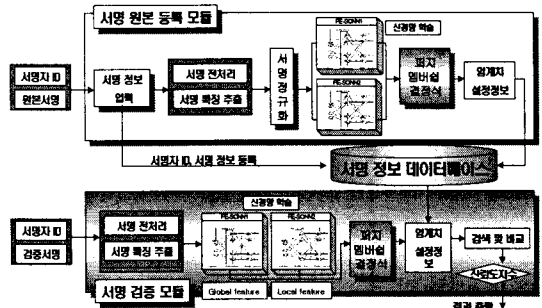 서명 원본 등록 모듈
서명자 ID
원본서명
서명 정보
입력
서명 전처리
서명 특징 추출
서
명
정
규
화
신경망 학습
퍼지
멤버쉽
결정식
임계치
설정정보
서명자 ID, 서명 정보 등록
서명 정보 데이터베이스
서명자 ID
검증서명
서명 전처리
서명 특징 추출
신경망 학습
Global feature
Local feature
퍼지
멤버쉽
결정식
임계치
설정정
보
검색 및 비교
서명 검증 모듈